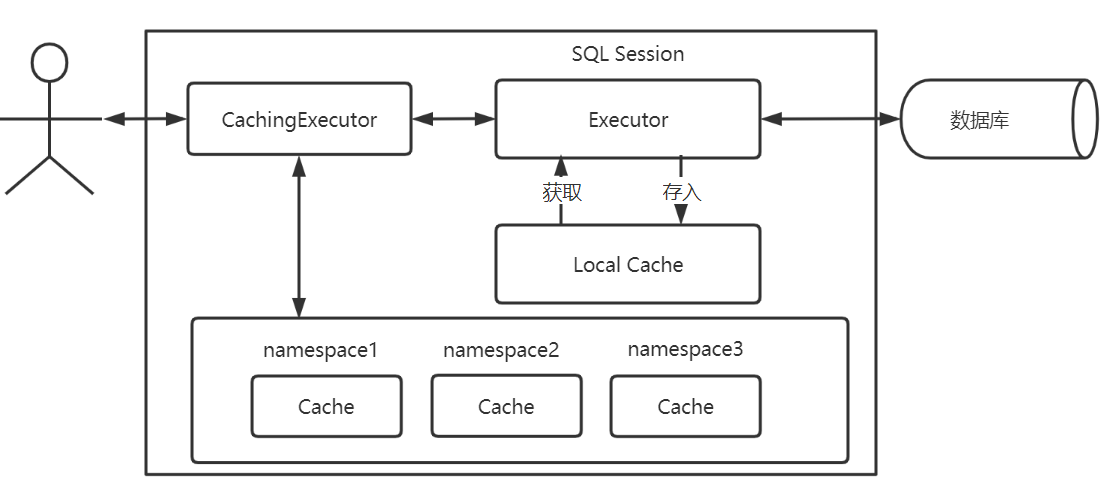 SQL Session
CachingExecutor
Executor
数据库
获取
存入
Local Cache
namespace1
namespace2
namespace3
Cache
Cache
Cache